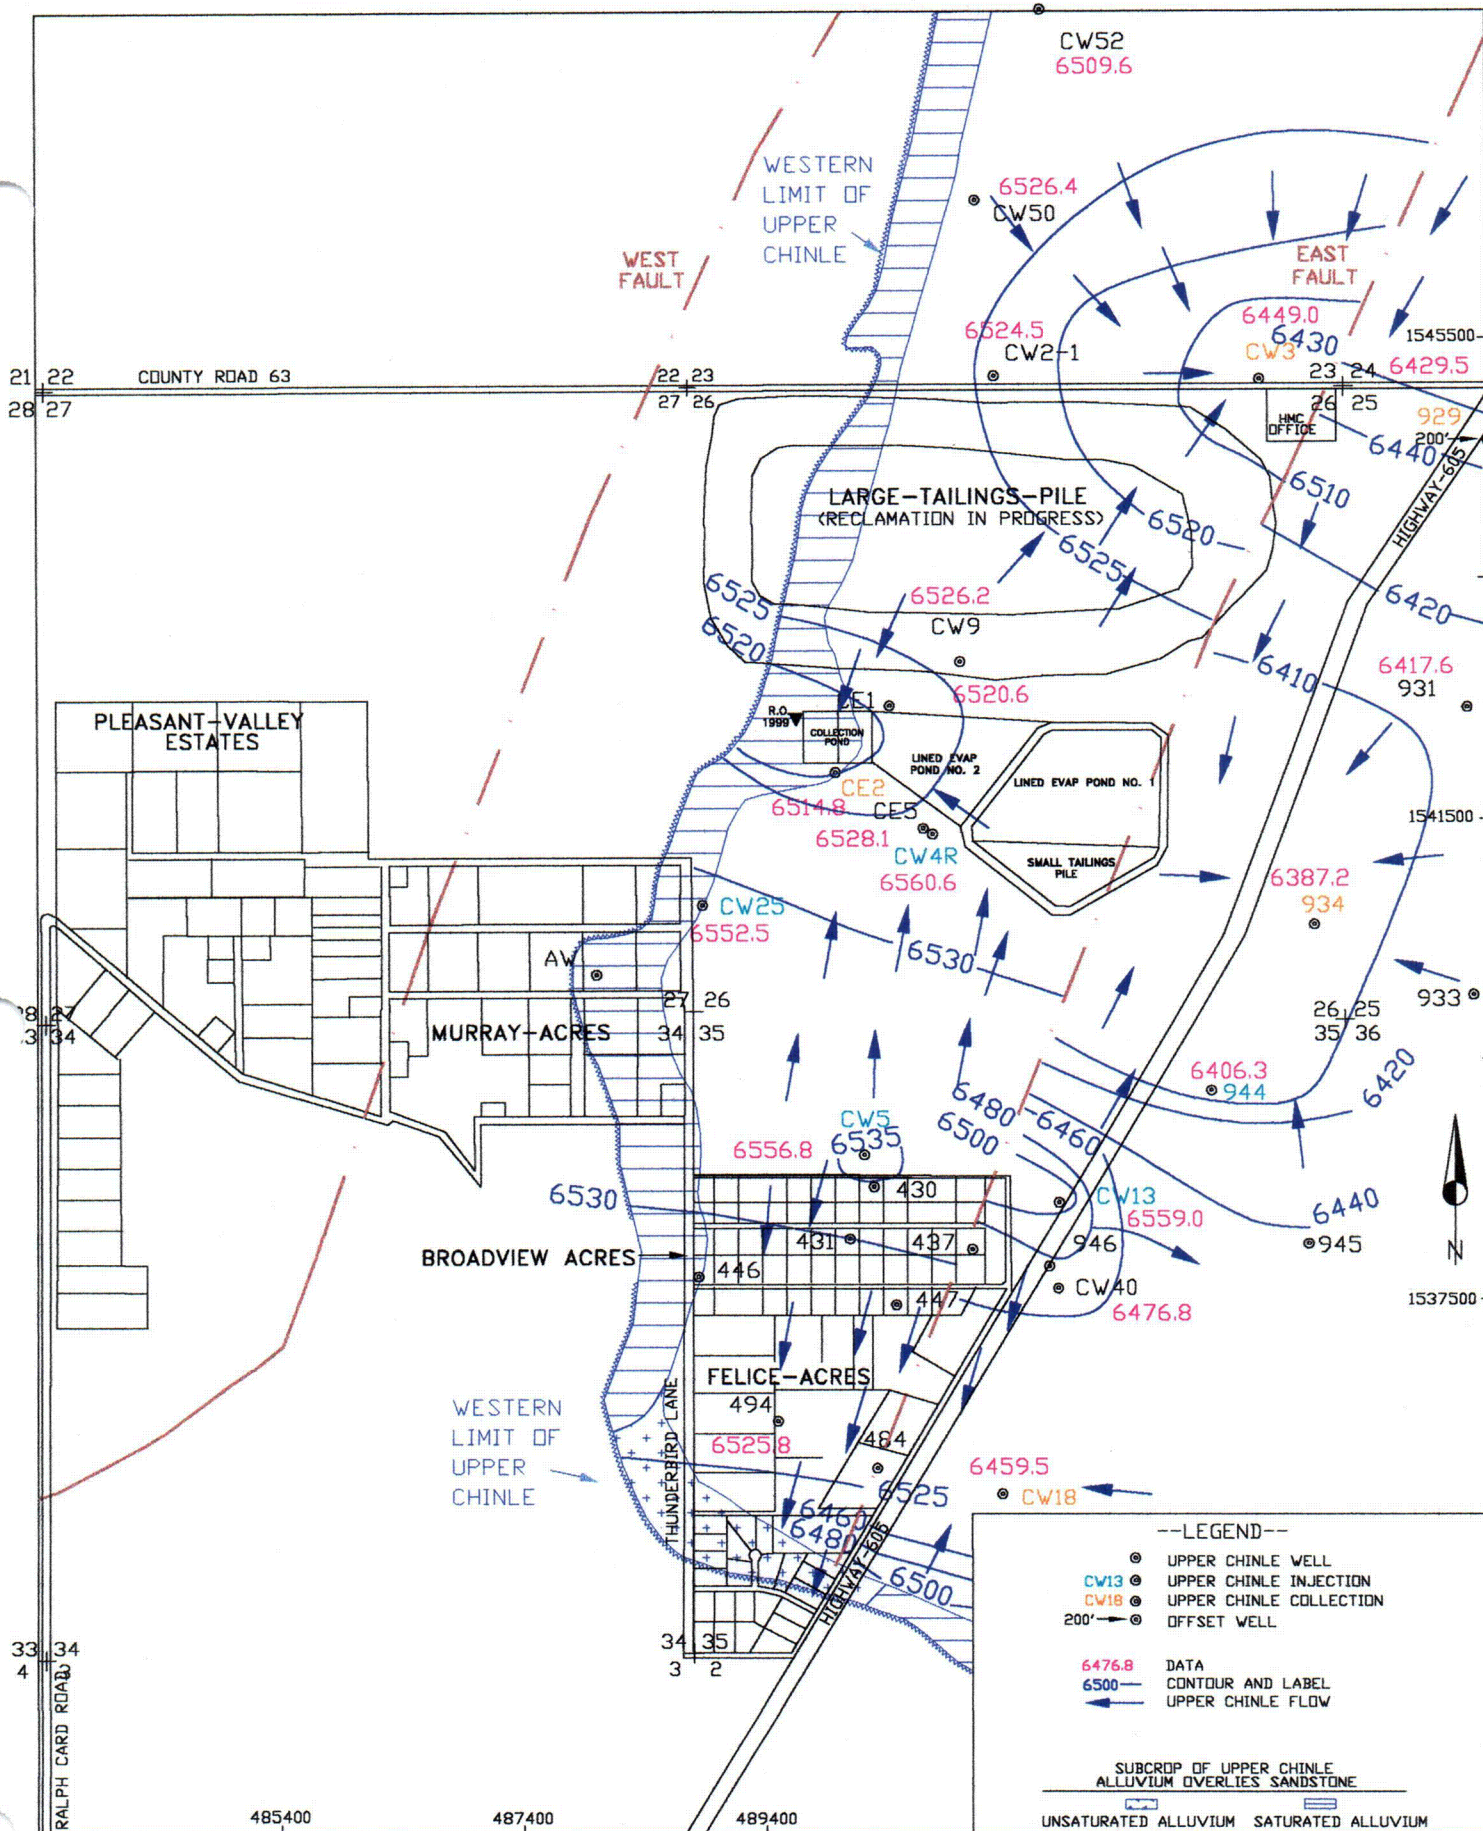 CW52
6509.6
WESTERN
LIMIT OF
UPPER
CHINLE
6526.4
CW50
WEST
FAULT
EAST
FAULT
6449.0
6430
CW3
6524.5
CW2-1
1545500
6429.5
21 22
28 27
COUNTY ROAD 63
22 23
27 26
23 24
26 25
HMC
OFFICE
929
200'
6440
HIGHWAY-605
6510
LARGE-TAILINGS-PILE
(RECLAMATION IN PROGRESS)
6520
6525
6525
6520
6526.2
CW9
6420
6410
6417.6
931
CE1
6520.6
R.O.
1999
COLLECTION
POND
PLEASANT-VALLEY
ESTATES
LINED EVAP
POND NO. 2
LINED EVAP POND NO. 1
CE2
6514.8
CE5
6528.1
CW4R
6560.6
1541500
SMALL TAILINGS
PILE
6387.2
934
CW25
6552.5
AW
6530
933
27 26
34 35
MURRAY-ACRES
26 25
35 36
34
6406.3
944
6420
6480
6460
6500
CW5
6535
6556.8
430
CW13
6559.0
6440
6530
431
437
946
945
BROADVIEW ACRES
446
CW40
447
6476.8
1537500
N
FELICE-ACRES
494
WESTERN
LIMIT OF
UPPER
CHINLE
THUNDERBIRD LANE
6525.8
484
6459.5
CW18
6525
6460
6480
HIGHWAY-605
6500
33 34
4 3
34 35
3 2
RALPH CARD ROAD
--LEGEND--
UPPER CHINLE WELL
CW13 UPPER CHINLE INJECTION
CW18 UPPER CHINLE COLLECTION
200' OFFSET WELL
6476.8 DATA
6500 CONTOUR AND LABEL
UPPER CHINLE FLOW
SUBCROP OF UPPER CHINLE
ALLUVIUM OVERLIES SANDSTONE
UNSATURATED ALLUVIUM SATURATED ALLUVIUM
485400 487400 489400